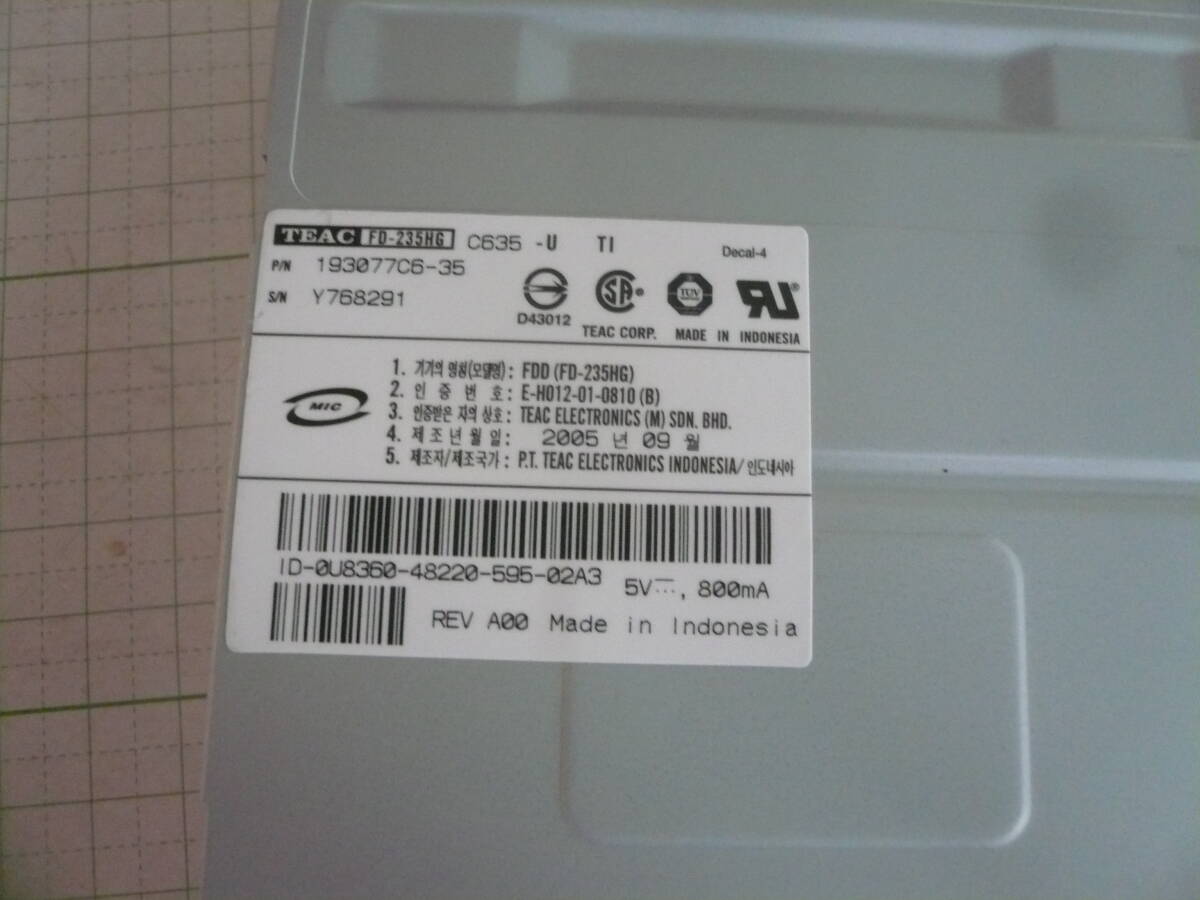 TEAC FD-235HG C635 -U TI
Decal-4
P/N 193077C6-35
S/N Y768291
D43012
SA
TÜV
RU®
TEAC CORP. MADE IN INDONESIA
MIC
1. 기기의 명칭(모델명) : FDD (FD-235HG)
2. 인 증 번 호 : E-H012-01-0810 (B)
3. 인증받은 자의 상호 : TEAC ELECTRONICS (M) SDN. BHD.
4. 제 조 년 월 일 : 2005 년 09 월
5. 제조자/제조국가 : P.T. TEAC ELECTRONICS INDONESIA/ 인도네시아
ID-0U8360-48220-595-02A3
5V⎓, 800mA
REV A00 Made in Indonesia